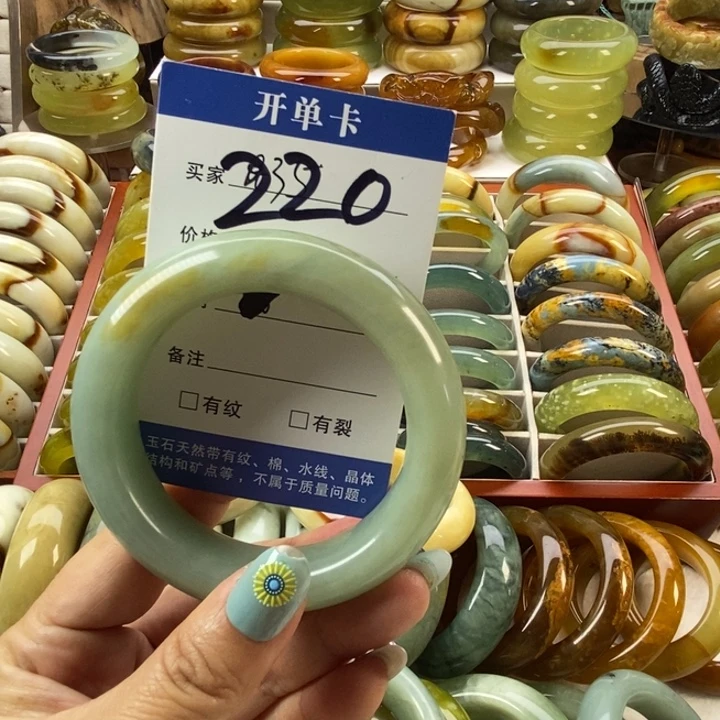 开单卡
买家
220
价格
备注
□有纹 □有裂
玉石天然带有纹、棉、水线、晶体
结构和矿点等，不属于质量问题。